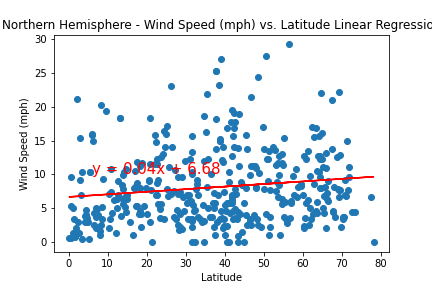 Northern Hemisphere - Wind Speed (mph) vs. Latitude Linear Regressio
30
25
20
15
10
5
0
Wind Speed (mph)
y = 0.04x + 6.68
0 10 20 30 40 50 60 70 80
Latitude